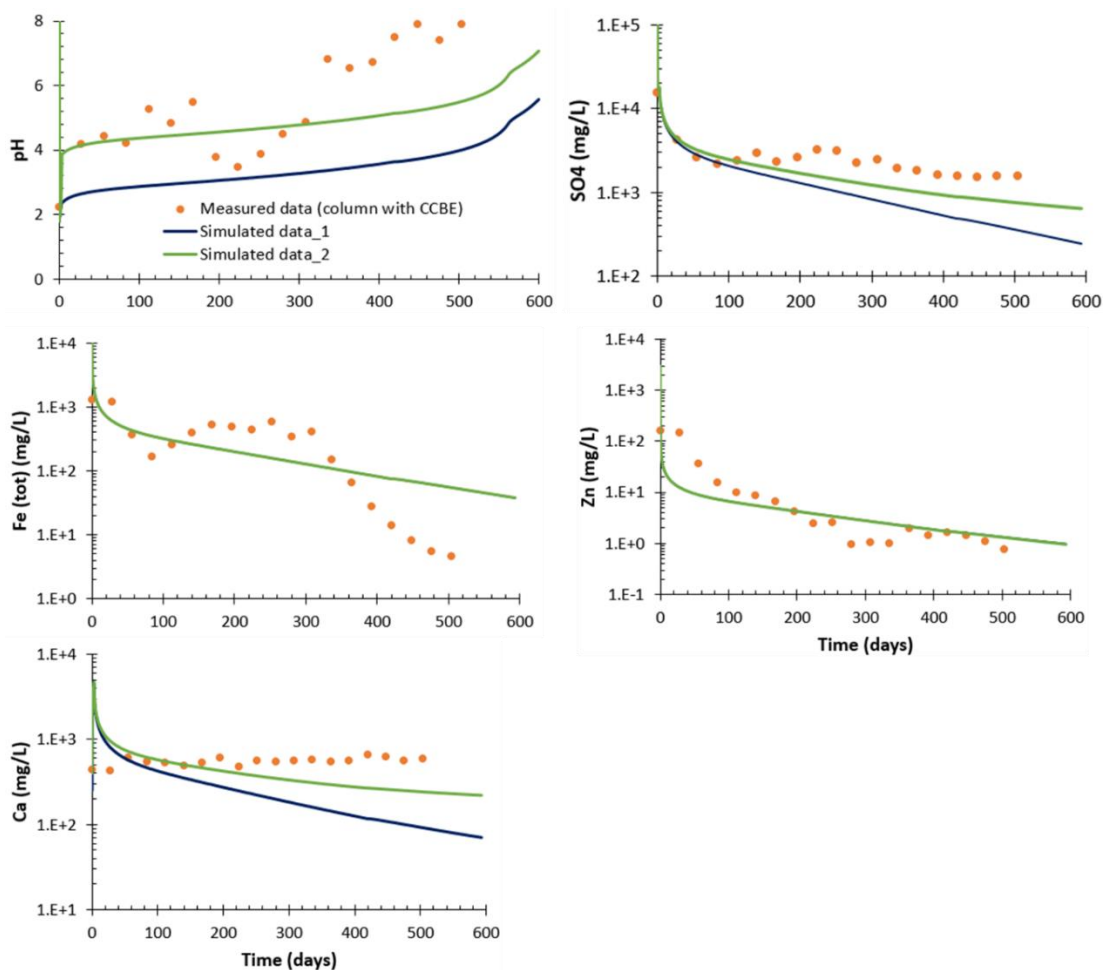 8
6
4
2
0
pH
0 100 200 300 400 500 600
Measured data (column with CCBE)
Simulated data_1
Simulated data_2
1.E+5
1.E+4
1.E+3
1.E+2
SO4 (mg/L)
0 100 200 300 400 500 600
1.E+4
1.E+3
1.E+2
1.E+1
1.E+0
Fe (tot) (mg/L)
0 100 200 300 400 500 600
1.E+4
1.E+3
1.E+2
1.E+1
1.E+0
1.E-1
Zn (mg/L)
0 100 200 300 400 500 600
Time (days)
1.E+4
1.E+3
1.E+2
1.E+1
Ca (mg/L)
0 100 200 300 400 500 600
Time (days)